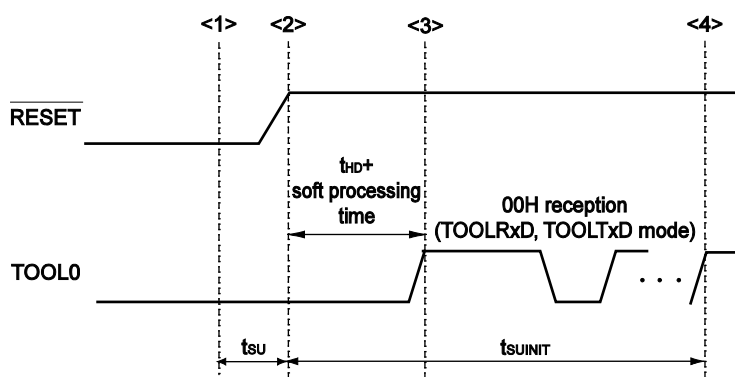 <1> <2> <3> <4>
RESET
tHD+
soft processing
time
00H reception
(TOOLRxD, TOOLTxD mode)
TOOL0
. . .
tSU
tSUINIT